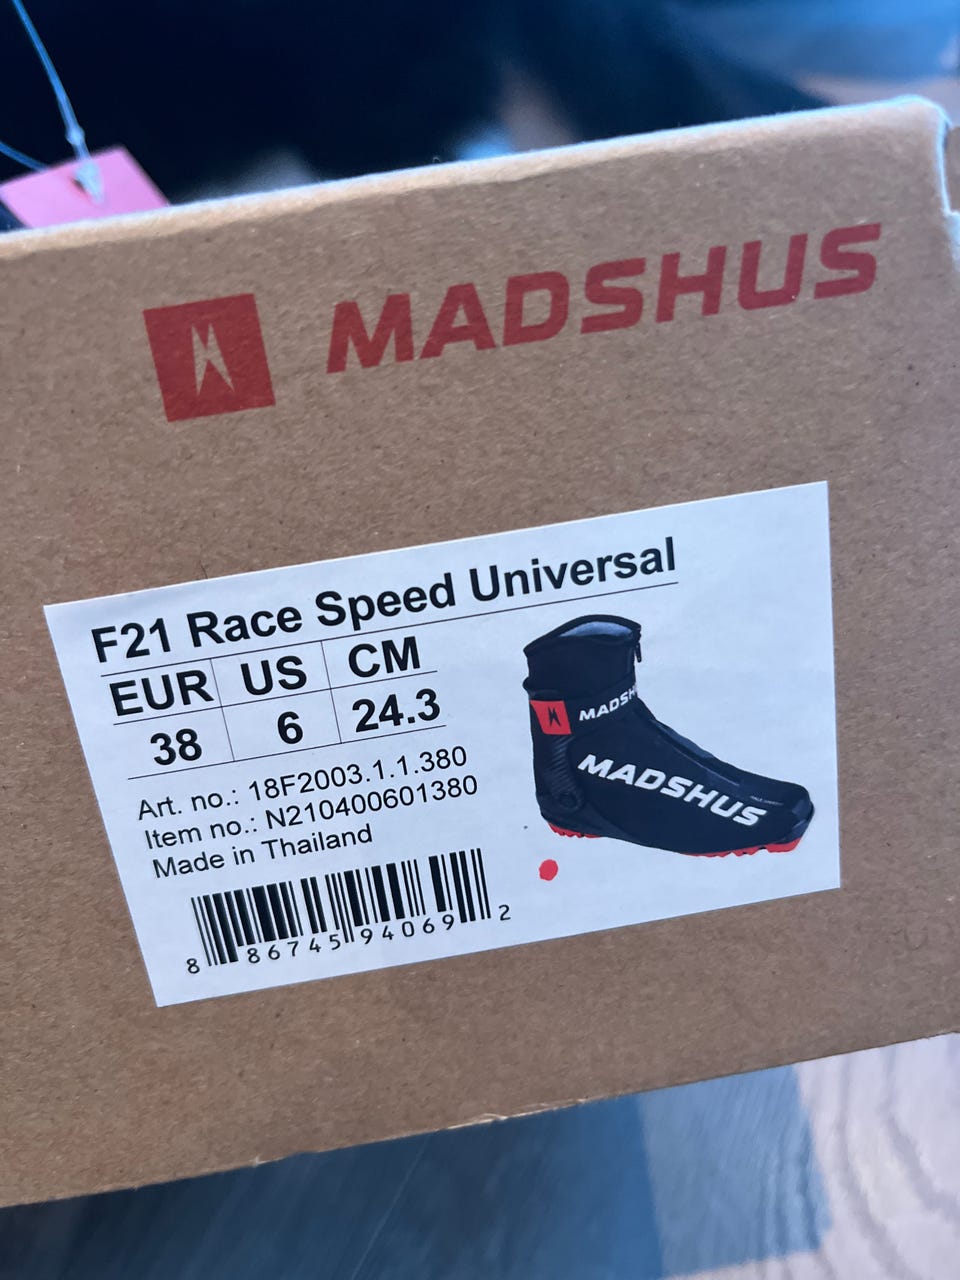 MADSHUS
F21 Race Speed Universal
EUR US CM
38 6 24.3
Art. no.: 18F2003.1.1.380
Item no.: N210400601380
Made in Thailand
8 86745 94069 2
MADSH
MADSHUS